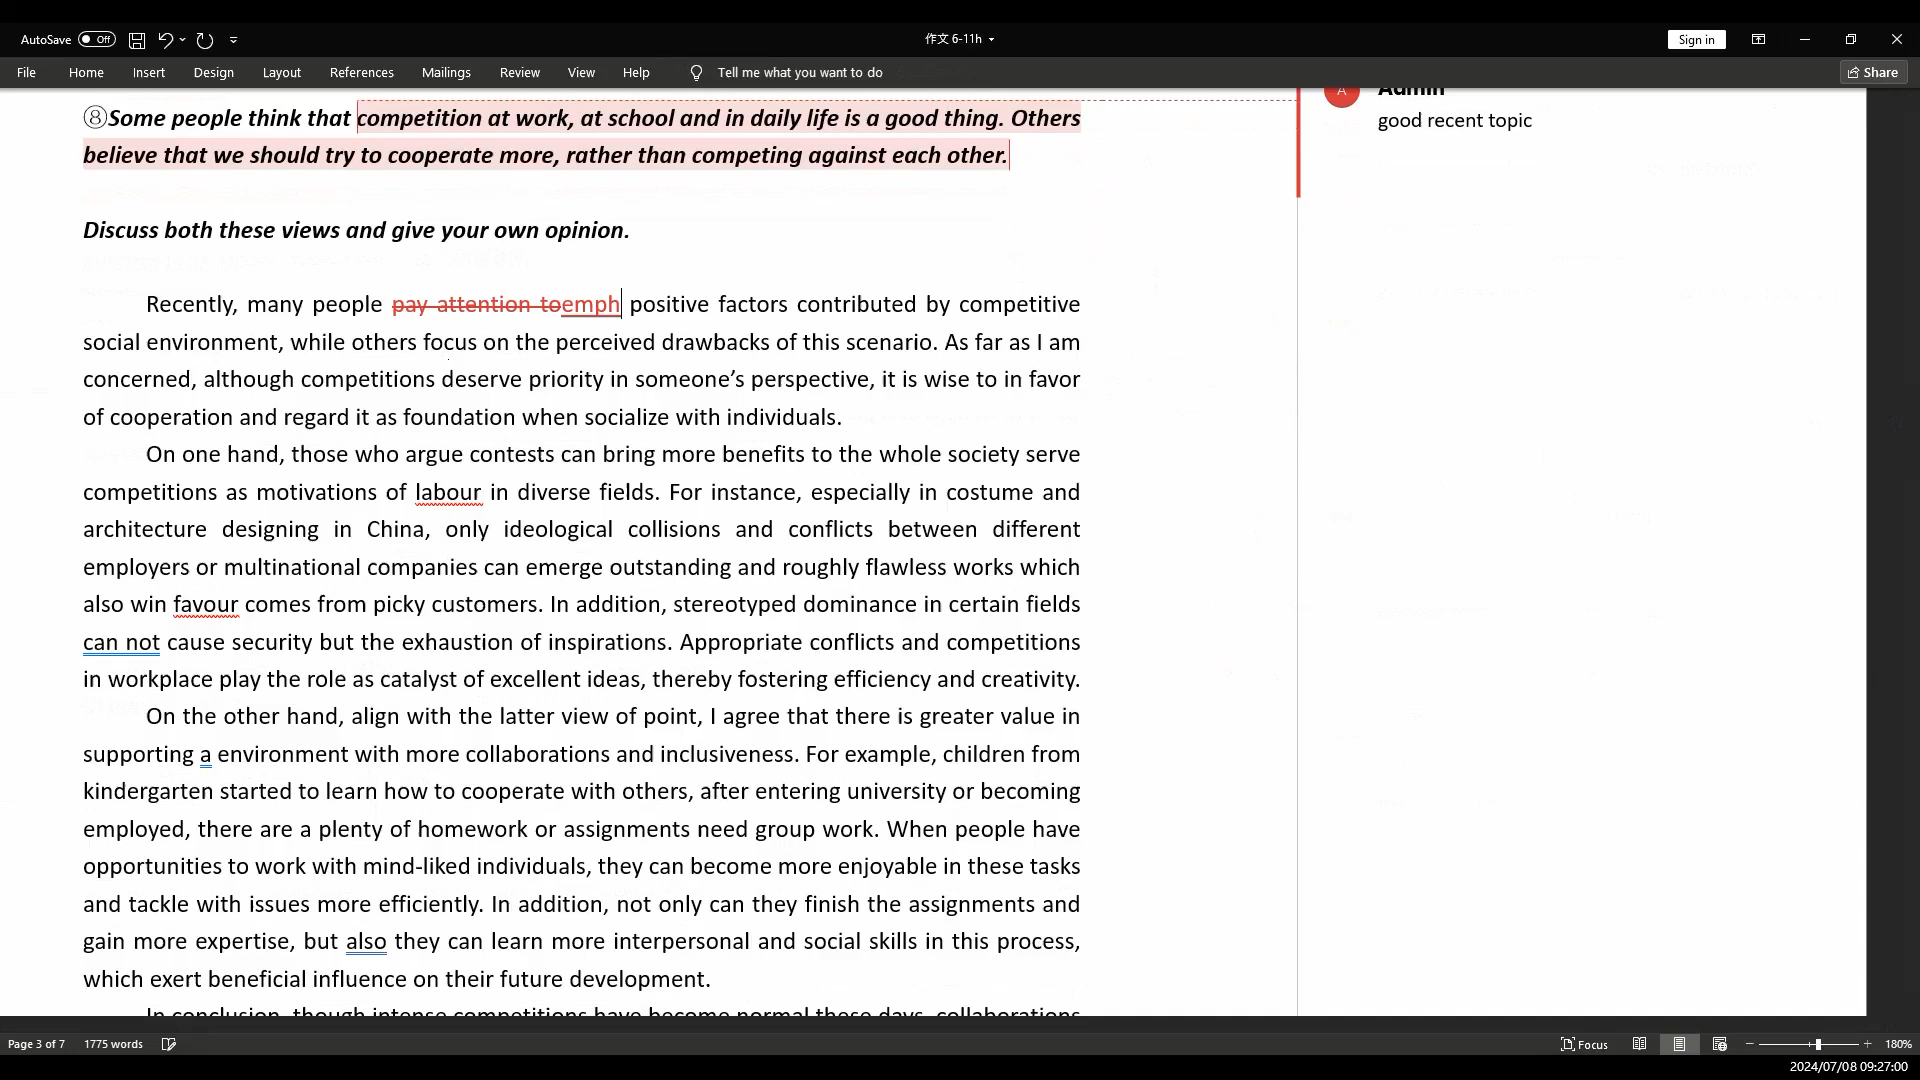 AutoSave Off 作文 6-11h Sign in
File Home Insert Design Layout References Mailings Review View Help Tell me what you want to do Share
⑧Some people think that competition at work, at school and in daily life is a good thing. Others
believe that we should try to cooperate more, rather than competing against each other.
Discuss both these views and give your own opinion.
Recently, many people pay attention toemph positive factors contributed by competitive
social environment, while others focus on the perceived drawbacks of this scenario. As far as I am
concerned, although competitions deserve priority in someone’s perspective, it is wise to in favor
of cooperation and regard it as foundation when socialize with individuals.
On one hand, those who argue contests can bring more benefits to the whole society serve
competitions as motivations of labour in diverse fields. For instance, especially in costume and
architecture designing in China, only ideological collisions and conflicts between different
employers or multinational companies can emerge outstanding and roughly flawless works which
also win favour comes from picky customers. In addition, stereotyped dominance in certain fields
can not cause security but the exhaustion of inspirations. Appropriate conflicts and competitions
in workplace play the role as catalyst of excellent ideas, thereby fostering efficiency and creativity.
On the other hand, align with the latter view of point, I agree that there is greater value in
supporting a environment with more collaborations and inclusiveness. For example, children from
kindergarten started to learn how to cooperate with others, after entering university or becoming
employed, there are a plenty of homework or assignments need group work. When people have
opportunities to work with mind-liked individuals, they can become more enjoyable in these tasks
and tackle with issues more efficiently. In addition, not only can they finish the assignments and
gain more expertise, but also they can learn more interpersonal and social skills in this process,
which exert beneficial influence on their future development.
In conclusion, though intense competitions have become normal these days, collaborations
A Admin
good recent topic
Page 3 of 7 1775 words Focus 180%
2024/07/08 09:27:00